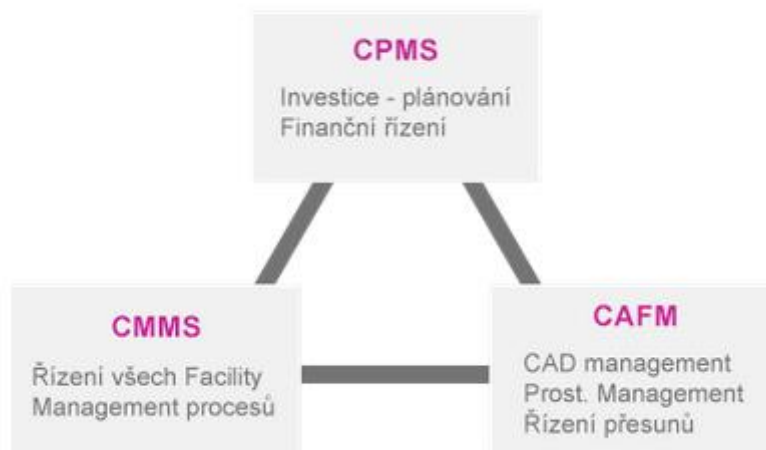 CPMS
Investice - plánování
Finanční řízení
CMMS
Řízení všech Facility
Management procesů
CAFM
CAD management
Prost. Management
Řízení přesunů